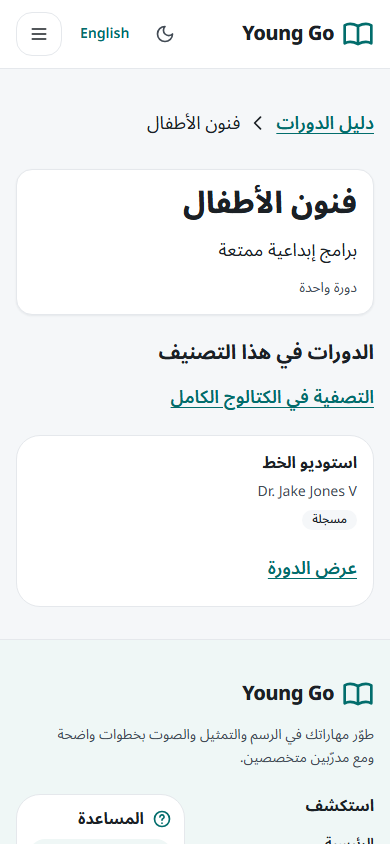 Young Go
English
دليل الدورات
فنون الأطفال
فنون الأطفال
برامج إبداعية ممتعة
دورة واحدة
الدورات في هذا التصنيف
التصفية في الكتالوج الكامل
استوديو الخط
Dr. Jake Jones V
مسجلة
عرض الدورة
Young Go
طوّر مهاراتك في الرسم والتمثيل والصوت بخطوات واضحة
ومع مدرّبين متخصصين.
استكشف
المساعدة